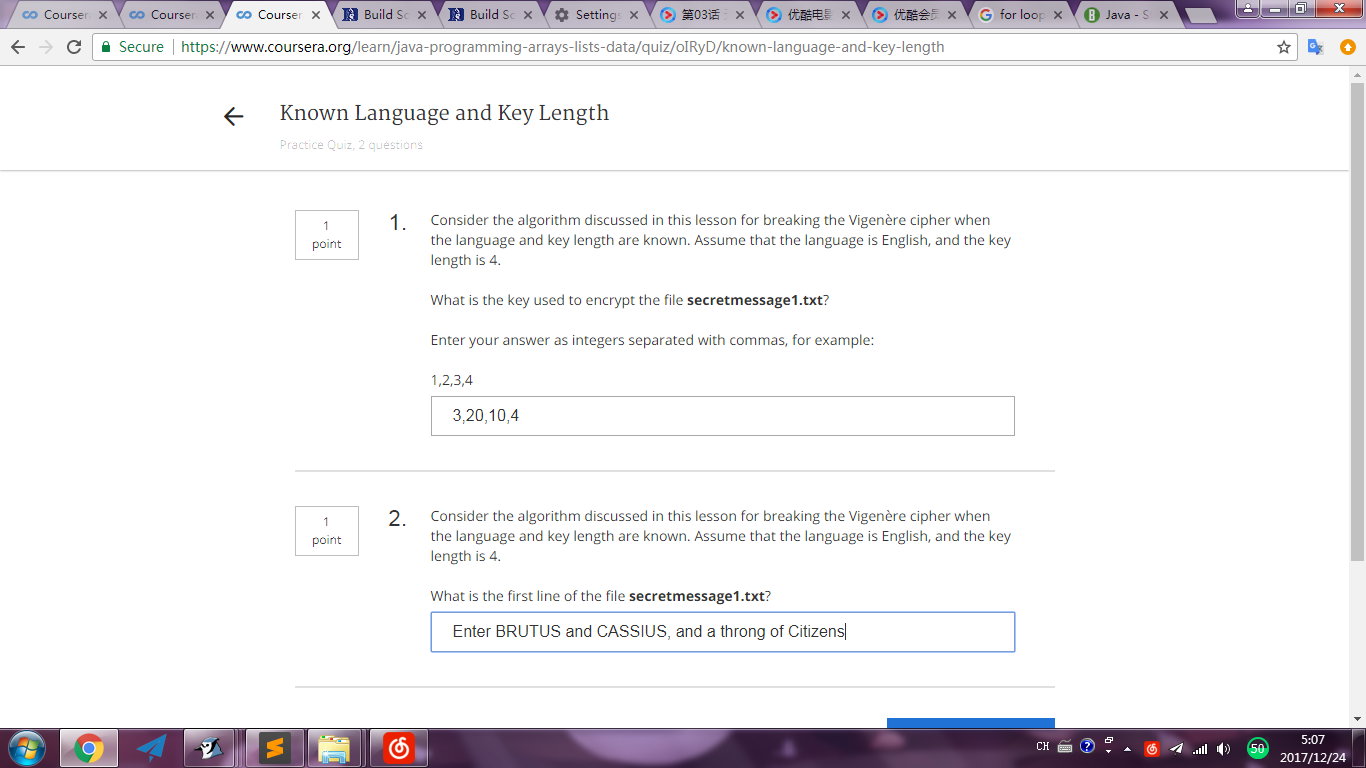 Courser
Courser
Courser
Build Sc
Build Sc
Settings
第03话
优酷电影
优酷会员
for loop
Java - S
Secure
https://www.coursera.org/learn/java-programming-arrays-lists-data/quiz/oIRyD/known-language-and-key-length
Known Language and Key Length
Practice Quiz, 2 questions
1
point
1.
Consider the algorithm discussed in this lesson for breaking the Vigenère cipher when
the language and key length are known. Assume that the language is English, and the key
length is 4.
What is the key used to encrypt the file secretmessage1.txt?
Enter your answer as integers separated with commas, for example:
1,2,3,4
3,20,10,4
1
point
2.
Consider the algorithm discussed in this lesson for breaking the Vigenère cipher when
the language and key length are known. Assume that the language is English, and the key
length is 4.
What is the first line of the file secretmessage1.txt?
Enter BRUTUS and CASSIUS, and a throng of Citizens
CH
50
5:07
2017/12/24